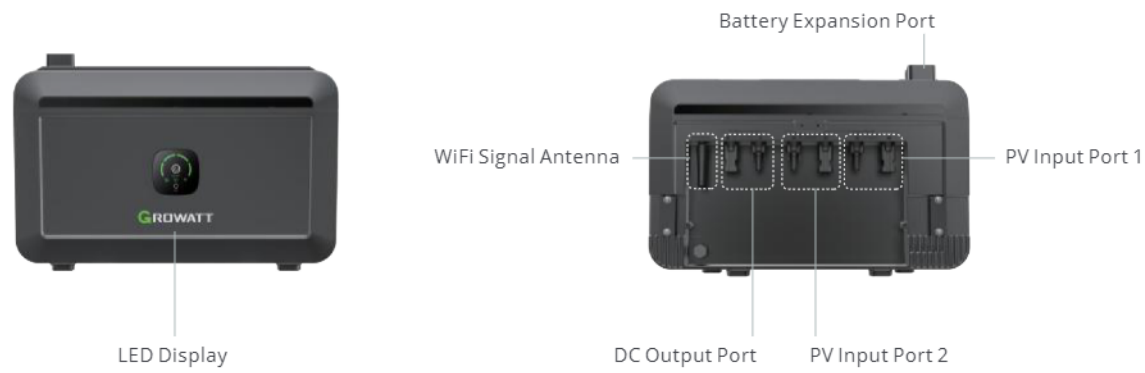 Battery Expansion Port
WiFi Signal Antenna
PV Input Port 1
GROWATT
LED Display
DC Output Port
PV Input Port 2